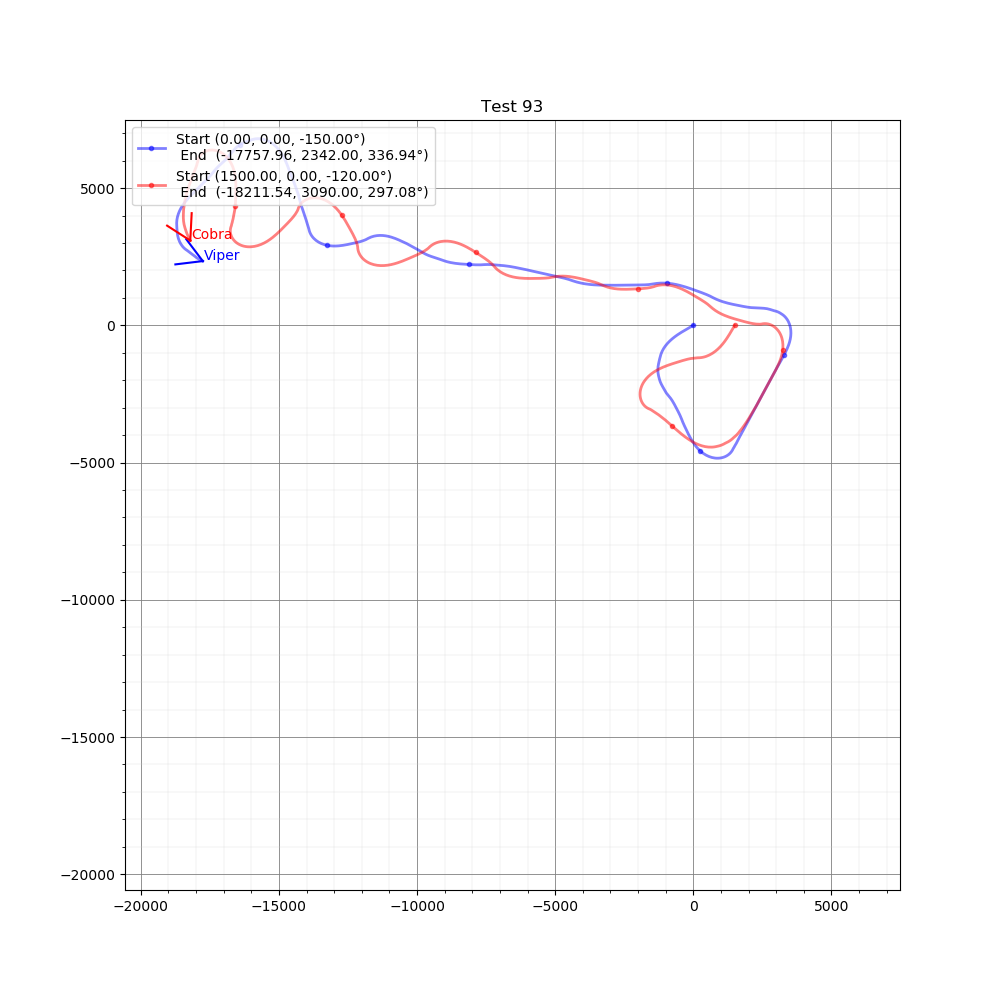 Test 93
Start (0.00, 0.00, -150.00°)
End (-17757.96, 2342.00, 336.94°)
Start (1500.00, 0.00, -120.00°)
End (-18211.54, 3090.00, 297.08°)
Cobra
Viper
5000
0
−5000
−10000
−15000
−20000
−20000 −15000 −10000 −5000 0 5000